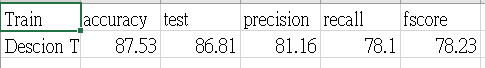 Train accuracy test precision recall fscore
Descion T 87.53 86.81 81.16 78.1 78.23